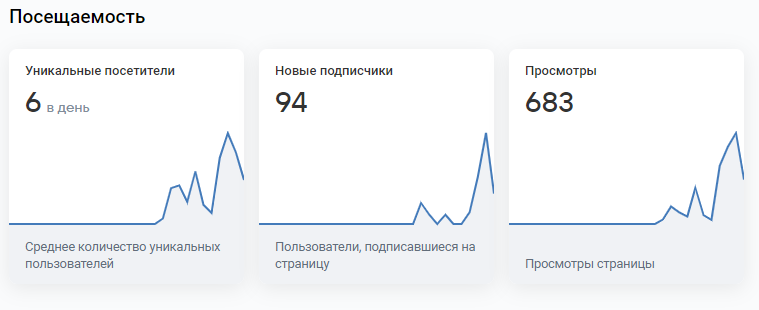 Посещаемость
Уникальные посетители
6 в день
Среднее количество уникальных
пользователей
Новые подписчики
94
Пользователи, подписавшиеся на
страницу
Просмотры
683
Просмотры страницы